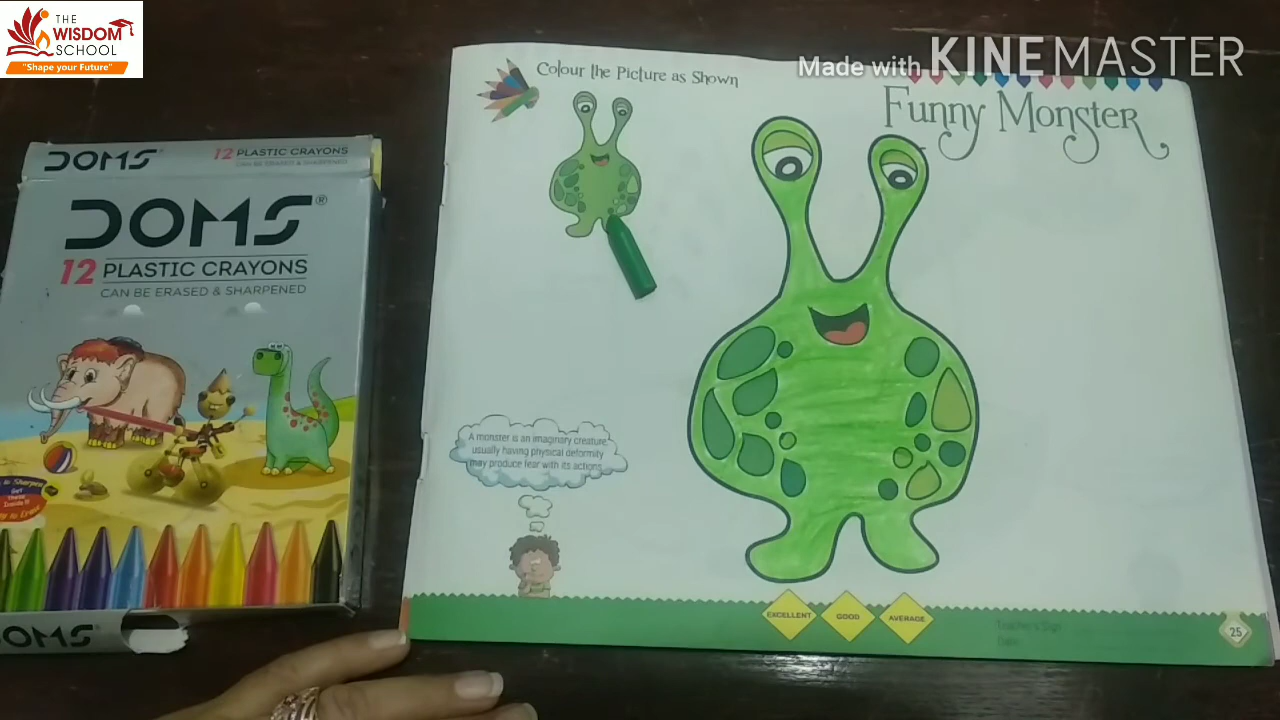 THE
WISDOM
SCHOOL
"Shape your Future"
Made with KINEMASTER
DOMS
12 PLASTIC CRAYONS
CAN BE ERASED & SHARPENED
DOMS®
12 PLASTIC CRAYONS
CAN BE ERASED & SHARPENED
DOMS
Colour the Picture as Shown
Funny Monster
A monster is an imaginary creature
usually having physical deformity
may produce fear with its actions
EXCELLENT
GOOD
AVERAGE
25